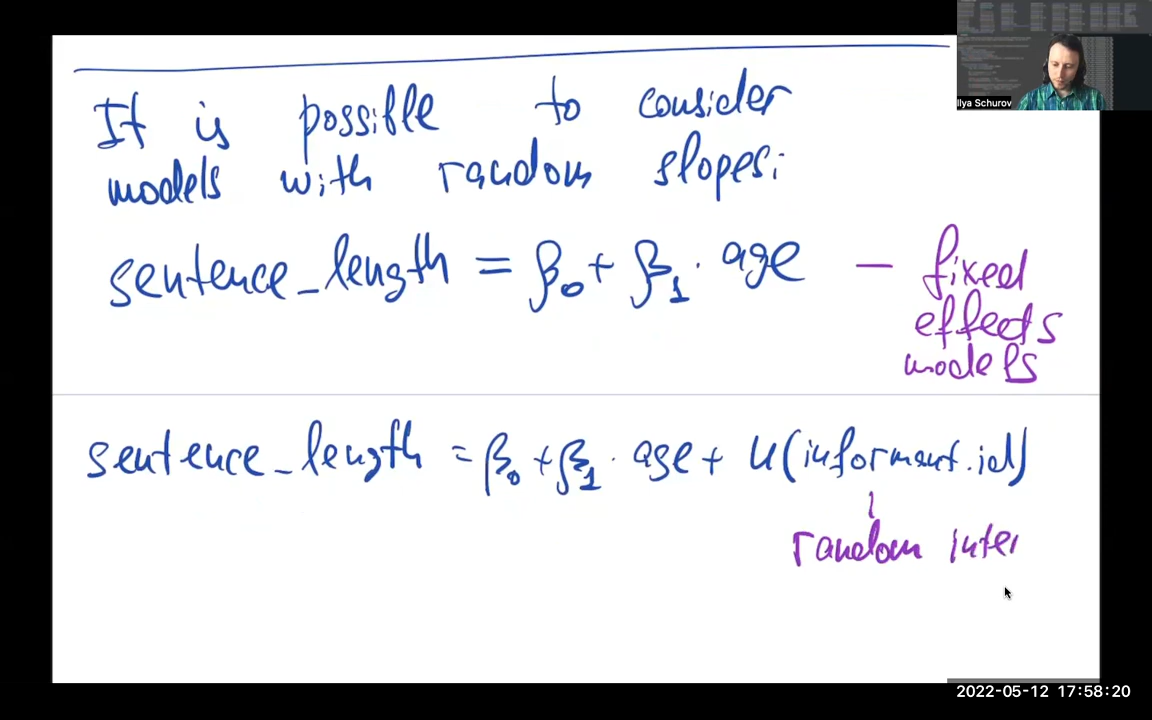 Ilya Schurov
It is possible to consider
models with random slopes:
sentence_length = β₀ + β₁ · age — fixed
effects
models
sentence_length = β₀ + β₁ · age + u(informant.id)
random inter
2022-05-12 17:58:20